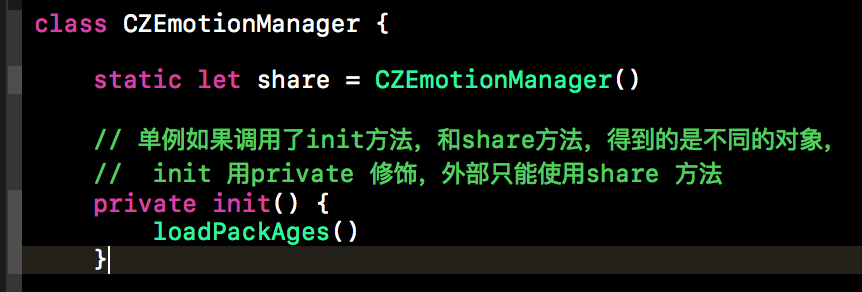 class CZEmotionManager {
static let share = CZEmotionManager()
// 单例如果调用了init方法，和share方法，得到的是不同的对象，
//  init 用private 修饰，外部只能使用share 方法
private init() {
loadPackAges()
}